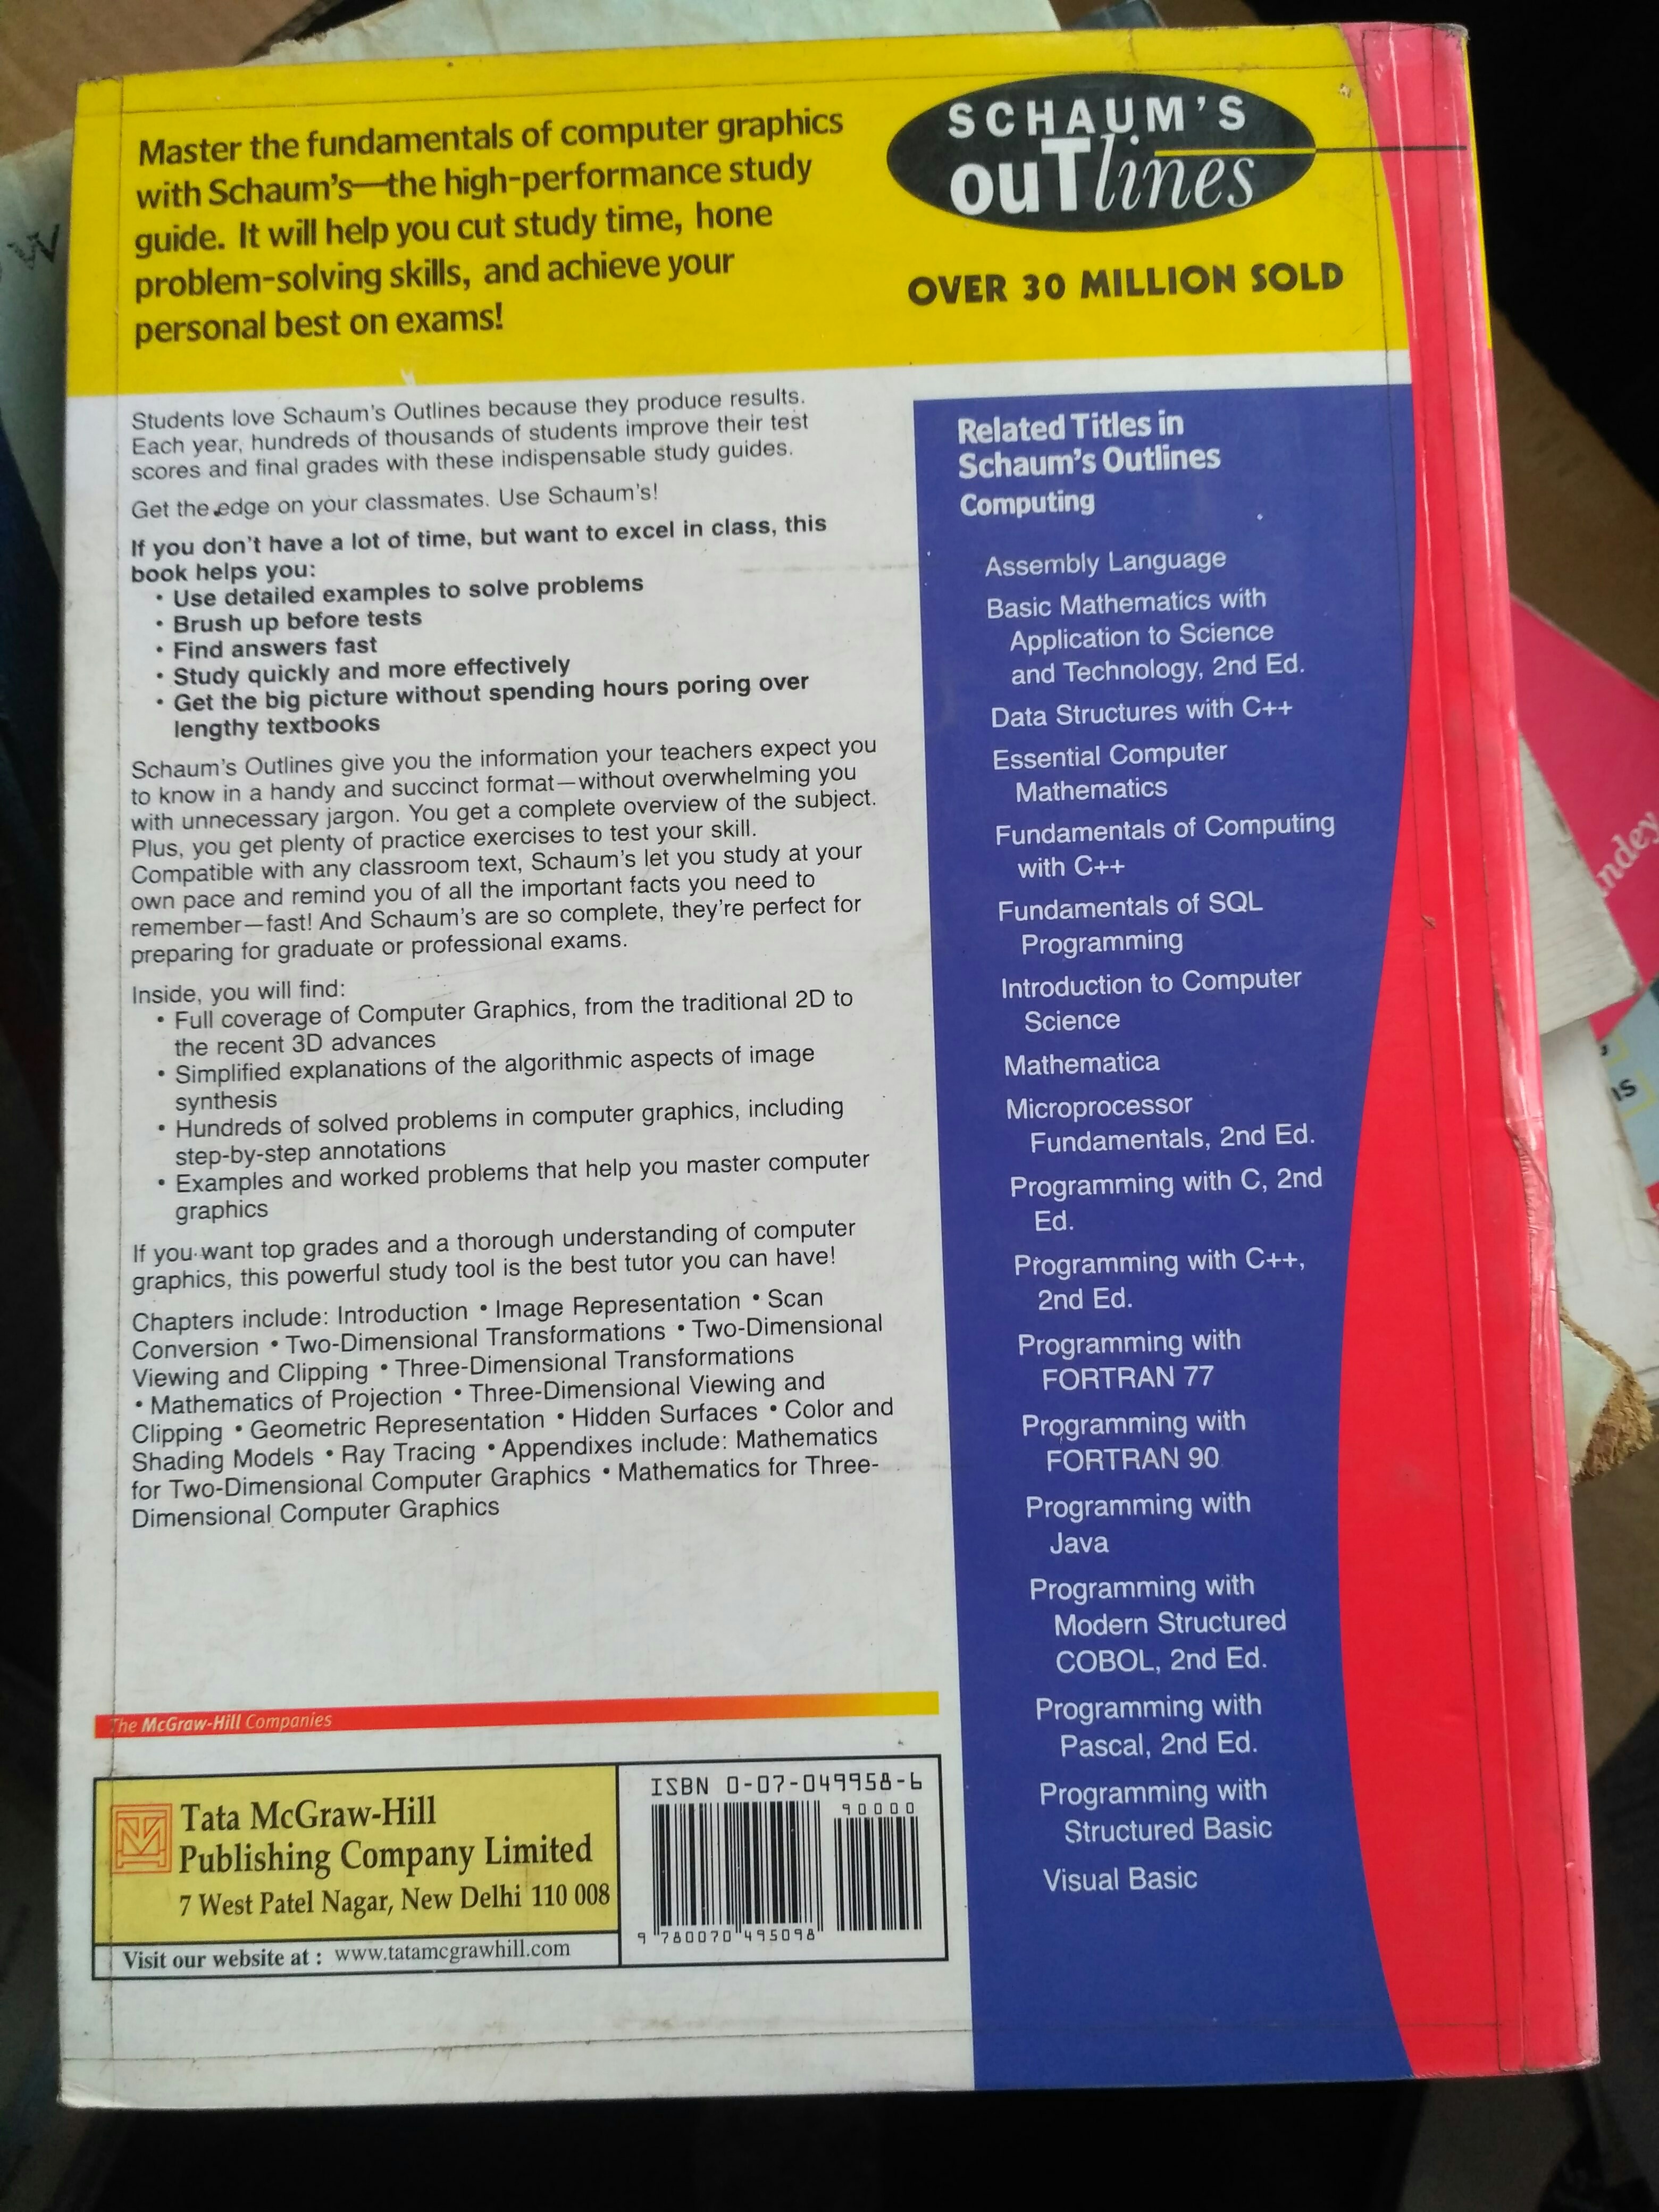 Master the fundamentals of computer graphics
with Schaum's—the high-performance study
guide. It will help you cut study time, hone
problem-solving skills, and achieve your
personal best on exams!
SCHAUM'S
ouTlines
OVER 30 MILLION SOLD
Students love Schaum's Outlines because they produce results.
Each year, hundreds of thousands of students improve their test
scores and final grades with these indispensable study guides.
Get the edge on your classmates. Use Schaum's!
If you don't have a lot of time, but want to excel in class, this
book helps you:
• Use detailed examples to solve problems
• Brush up before tests
• Find answers fast
• Study quickly and more effectively
• Get the big picture without spending hours poring over
lengthy textbooks
Schaum's Outlines give you the information your teachers expect you
to know in a handy and succinct format—without overwhelming you
with unnecessary jargon. You get a complete overview of the subject.
Plus, you get plenty of practice exercises to test your skill.
Compatible with any classroom text, Schaum's let you study at your
own pace and remind you of all the important facts you need to
remember—fast! And Schaum's are so complete, they're perfect for
preparing for graduate or professional exams.
Inside, you will find:
• Full coverage of Computer Graphics, from the traditional 2D to
the recent 3D advances
• Simplified explanations of the algorithmic aspects of image
synthesis
• Hundreds of solved problems in computer graphics, including
step-by-step annotations
• Examples and worked problems that help you master computer
graphics
If you want top grades and a thorough understanding of computer
graphics, this powerful study tool is the best tutor you can have!
Chapters include: Introduction • Image Representation • Scan
Conversion • Two-Dimensional Transformations • Two-Dimensional
Viewing and Clipping • Three-Dimensional Transformations
• Mathematics of Projection • Three-Dimensional Viewing and
Clipping • Geometric Representation • Hidden Surfaces • Color and
Shading Models • Ray Tracing • Appendixes include: Mathematics
for Two-Dimensional Computer Graphics • Mathematics for Three-
Dimensional Computer Graphics
The McGraw-Hill Companies
Tata McGraw-Hill
Publishing Company Limited
7 West Patel Nagar, New Delhi 110 008
Visit our website at : www.tatamcgrawhill.com
ISBN 0-07-049958-6
90000
9 780070 495098
Related Titles in
Schaum's Outlines
Computing
Assembly Language
Basic Mathematics with
Application to Science
and Technology, 2nd Ed.
Data Structures with C++
Essential Computer
Mathematics
Fundamentals of Computing
with C++
Fundamentals of SQL
Programming
Introduction to Computer
Science
Mathematica
Microprocessor
Fundamentals, 2nd Ed.
Programming with C, 2nd
Ed.
Programming with C++,
2nd Ed.
Programming with
FORTRAN 77
Programming with
FORTRAN 90
Programming with
Java
Programming with
Modern Structured
COBOL, 2nd Ed.
Programming with
Pascal, 2nd Ed.
Programming with
Structured Basic
Visual Basic